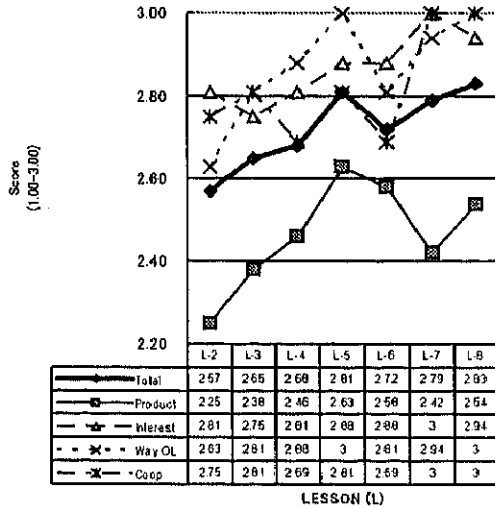 3.00
2.80
2.60
2.40
2.20
Score
(1.00-3.00)
L-2 L-3 L-4 L-5 L-6 L-7 L-8
Total 2.57 2.65 2.68 2.81 2.72 2.79 2.83
Product 2.25 2.38 2.46 2.63 2.58 2.42 2.54
Interest 2.81 2.75 2.81 2.88 2.88 3 2.94
Way OL 2.63 2.81 2.88 3 2.81 2.94 3
Coop 2.75 2.81 2.69 2.81 2.69 3 3
LESSON (L)